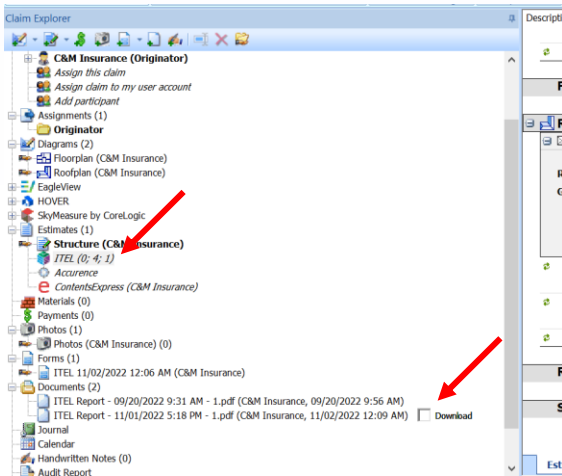 Claim Explorer
Descripti
C&M Insurance (Originator)
Assign this claim
Assign claim to my user account
Add participant
Assignments (1)
Originator
Diagrams (2)
Floorplan (C&M Insurance)
Roofplan (C&M Insurance)
EagleView
HOVER
SkyMeasure by CoreLogic
Estimates (1)
Structure (C&M Insurance)
ITEL (0; 4; 1)
Accurence
ContentsExpress (C&M Insurance)
Materials (0)
Payments (0)
Photos (1)
Photos (C&M Insurance) (0)
Forms (1)
ITEL 11/02/2022 12:06 AM (C&M Insurance)
Documents (2)
ITEL Report - 09/20/2022 9:31 AM - 1.pdf (C&M Insurance, 09/20/2022 9:56 AM)
ITEL Report - 11/01/2022 5:18 PM - 1.pdf (C&M Insurance, 11/02/2022 12:09 AM) Download
Journal
Calendar
Handwritten Notes (0)
Audit Report
Est